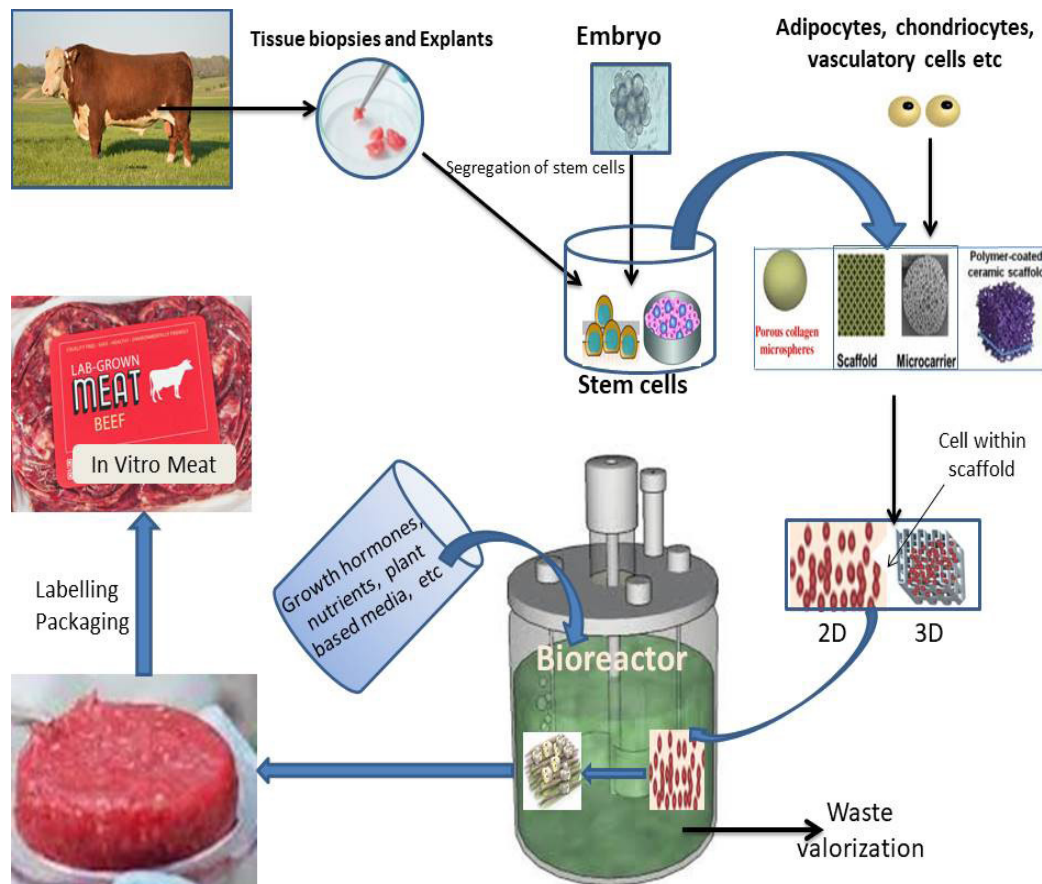 Tissue biopsies and Explants
Embryo
Adipocytes, chondriocytes,
vasculatory cells etc
Segregation of stem cells
Stem cells
Porous collagen
microspheres
Scaffold
Microcarrier
Polymer-coated
ceramic scaffold
Cell within
scaffold
2D
3D
Growth hormones,
nutrients, plant
based media, etc
Bioreactor
Waste
valorization
Labelling
Packaging
LAB-GROWN
MEAT
BEEF
In Vitro Meat